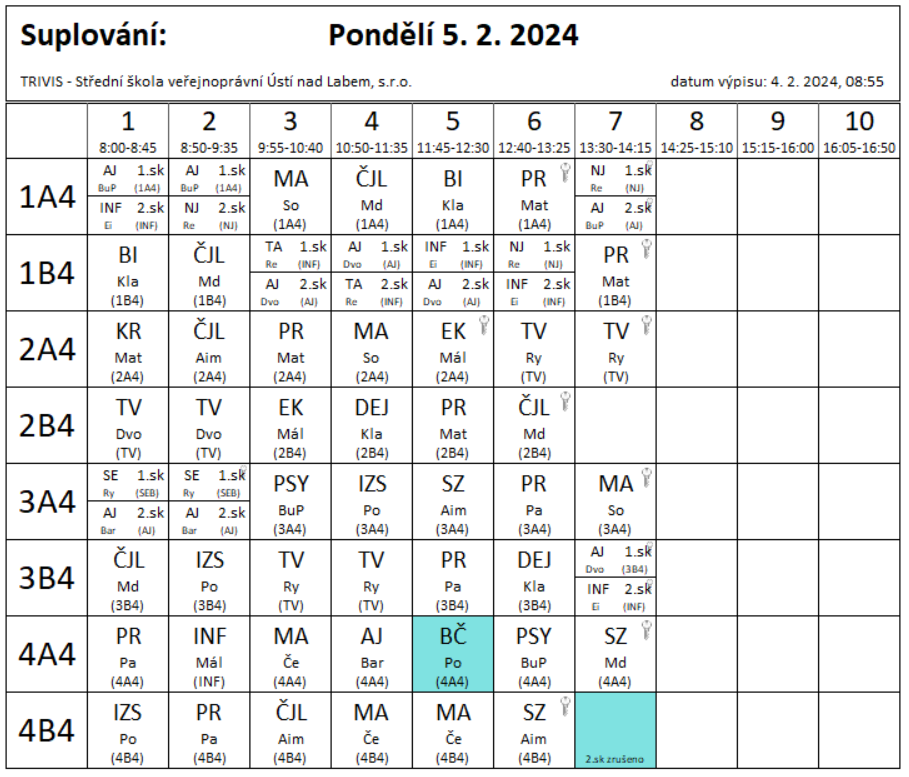 Suplování: Pondělí 5. 2. 2024
TRIVIS - Střední škola veřejnoprávní Ústí nad Labem, s.r.o. datum výpisu: 4. 2. 2024, 08:55
1 2 3 4 5 6 7 8 9 10
8:00-8:45 8:50-9:35 9:55-10:40 10:50-11:35 11:45-12:30 12:40-13:25 13:30-14:15 14:25-15:10 15:15-16:00 16:05-16:50
1A4
AJ 1.sk
BuP (1A4)
INF 2.sk
Ei (INF)
AJ 1.sk
BuP (1A4)
NJ 2.sk
Re (NJ)
MA
So
(1A4)
ČJL
Md
(1A4)
BI
Kla
(1A4)
PR
Mat
(1A4)
NJ 1.sk
Re (NJ)
AJ 2.sk
BuP (AJ)
1B4
BI
Kla
(1B4)
ČJL
Md
(1B4)
TA 1.sk
Re (INF)
AJ 2.sk
Dvo (AJ)
AJ 1.sk
Dvo (AJ)
TA 2.sk
Re (INF)
INF 1.sk
Ei (INF)
AJ 2.sk
Dvo (AJ)
NJ 1.sk
Re (NJ)
INF 2.sk
Ei (INF)
PR
Mat
(1B4)
2A4
KR
Mat
(2A4)
ČJL
Aim
(2A4)
PR
Mat
(2A4)
MA
So
(2A4)
EK
Mál
(2A4)
TV
Ry
(TV)
TV
Ry
(TV)
2B4
TV
Dvo
(TV)
TV
Dvo
(TV)
EK
Mál
(2B4)
DEJ
Kla
(2B4)
PR
Mat
(2B4)
ČJL
Md
(2B4)
3A4
SE 1.sk
Ry (SEB)
AJ 2.sk
Bar (AJ)
SE 1.sk
Ry (SEB)
AJ 2.sk
Bar (AJ)
PSY
BuP
(3A4)
IZS
Po
(3A4)
SZ
Aim
(3A4)
PR
Pa
(3A4)
MA
So
(3A4)
3B4
ČJL
Md
(3B4)
IZS
Po
(3B4)
TV
Ry
(TV)
TV
Ry
(TV)
PR
Pa
(3B4)
DEJ
Kla
(3B4)
AJ 1.sk
Dvo (3B4)
INF 2.sk
Ei (INF)
4A4
PR
Pa
(4A4)
INF
Mál
(INF)
MA
Če
(4A4)
AJ
Bar
(4A4)
BČ
Po
(4A4)
PSY
BuP
(4A4)
SZ
Md
(4A4)
4B4
IZS
Po
(4B4)
PR
Pa
(4B4)
ČJL
Aim
(4B4)
MA
Če
(4B4)
MA
Če
(4B4)
SZ
Aim
(4B4)
2.sk zrušeno